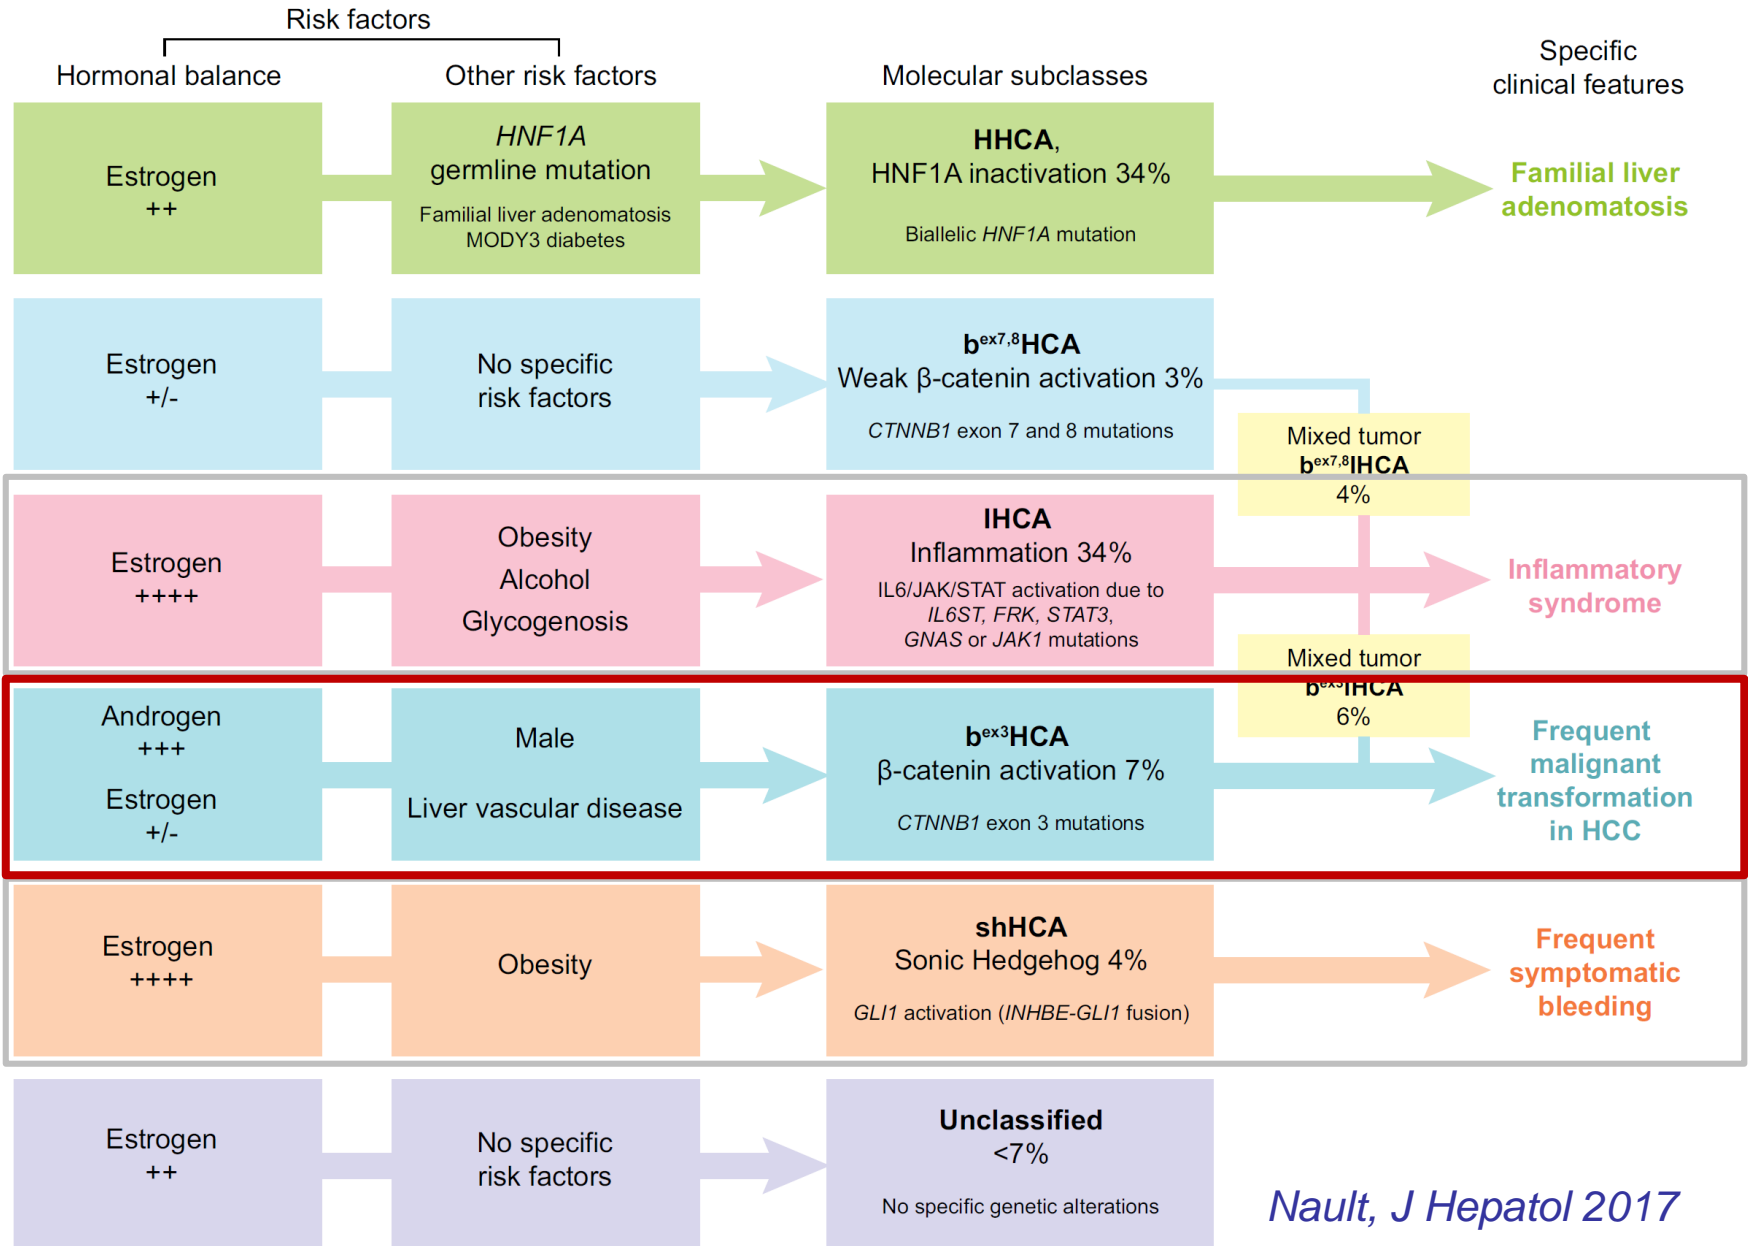 Risk factors
Hormonal balance
Other risk factors
Molecular subclasses
Specific
clinical features
Estrogen
++
HNF1A
germline mutation
Familial liver adenomatosis
MODY3 diabetes
HHCA,
HNF1A inactivation 34%
Biallelic HNF1A mutation
Familial liver
adenomatosis
Estrogen
+/-
No specific
risk factors
bex7,8HCA
Weak β-catenin activation 3%
CTNNB1 exon 7 and 8 mutations
Mixed tumor
bex7,8IHCA
4%
Estrogen
++++
Obesity
Alcohol
Glycogenosis
IHCA
Inflammation 34%
IL6/JAK/STAT activation due to
IL6ST, FRK, STAT3,
GNAS or JAK1 mutations
Inflammatory
syndrome
Mixed tumor
bex3IHCA
6%
Androgen
+++
Estrogen
+/-
Male
Liver vascular disease
bex3HCA
β-catenin activation 7%
CTNNB1 exon 3 mutations
Frequent
malignant
transformation
in HCC
Estrogen
++++
Obesity
shHCA
Sonic Hedgehog 4%
GLI1 activation (INHBE-GLI1 fusion)
Frequent
symptomatic
bleeding
Estrogen
++
No specific
risk factors
Unclassified
<7%
No specific genetic alterations
Nault, J Hepatol 2017